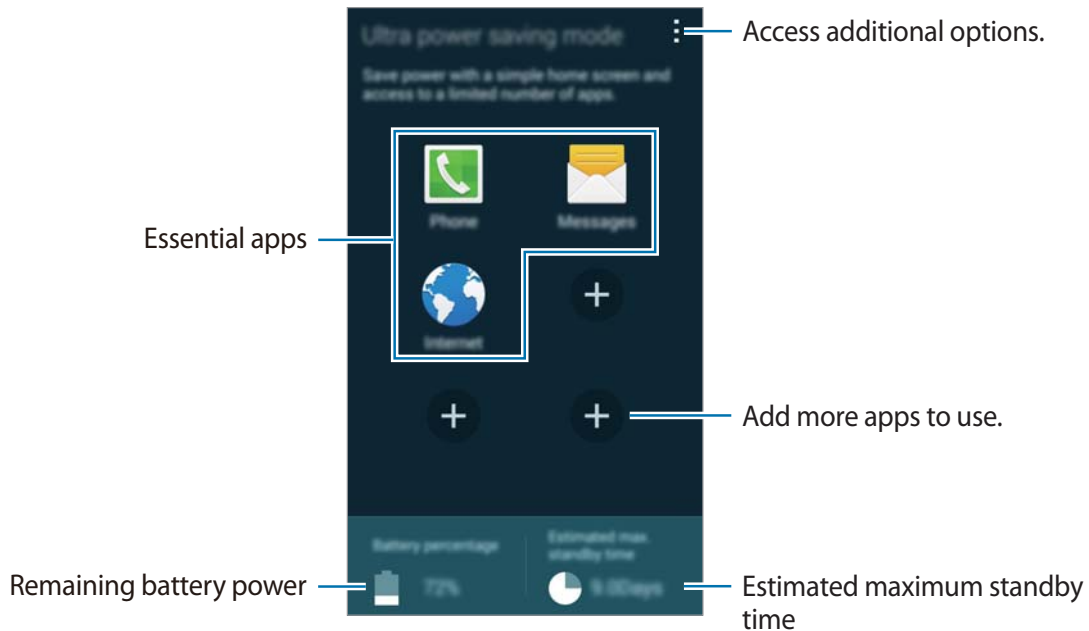 Ultra power saving mode
Access additional options.
Save power with a simple home screen and
access to a limited number of apps.
Phone
Messages
Essential apps
Internet
Add more apps to use.
Battery percentage
Estimated max.
standby time
Remaining battery power
72%
9.0Days
Estimated maximum standby
time